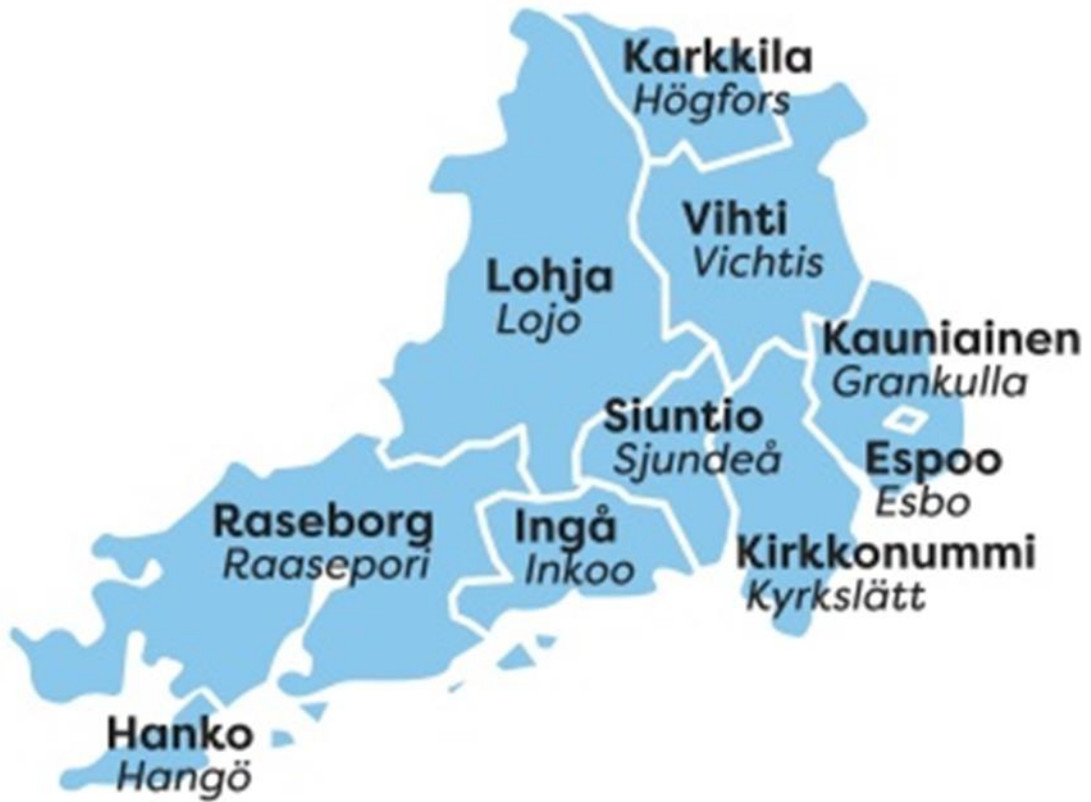 Karkkila
Högfors
Vihti
Vichtis
Lohja
Lojo
Kauniainen
Grankulla
Siuntio
Sjundeå
Espoo
Esbo
Raseborg
Raasepori
Ingå
Inkoo
Kirkkonummi
Kyrkslätt
Hanko
Hangö